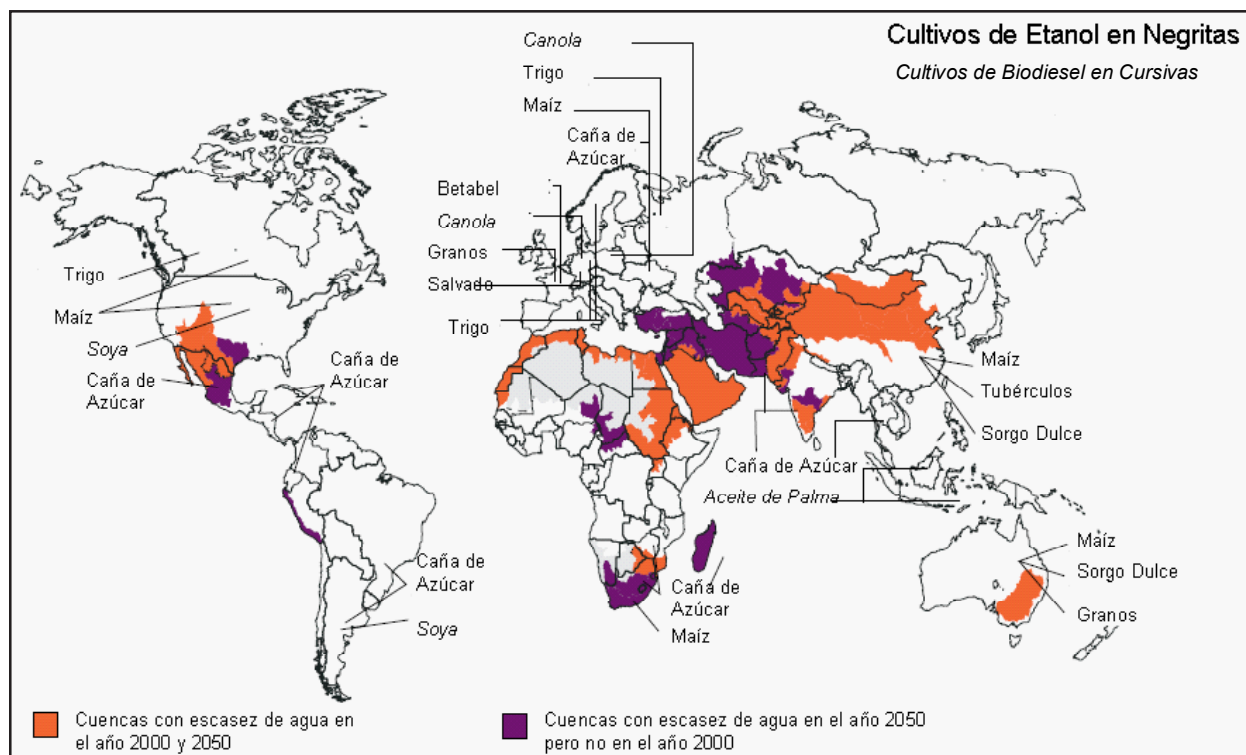 Cultivos de Etanol en Negritas
Cultivos de Biodiesel en Cursivas
Canola
Trigo
Maíz
Caña de
Azúcar
Betabel
Canola
Granos
Salvado
Trigo
Trigo
Maíz
Soya
Caña de
Azúcar
Caña de
Azúcar
Caña de
Azúcar
Soya
Maíz
Tubérculos
Sorgo Dulce
Caña de Azúcar
Aceite de Palma
Caña de
Azúcar
Maíz
Maíz
Sorgo Dulce
Granos
Cuencas con escasez de agua en
el año 2000 y 2050
Cuencas con escasez de agua en el año 2050
pero no en el año 2000